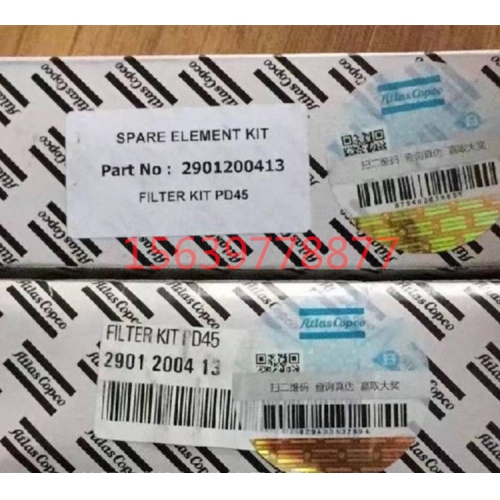 Atlas Copco
SPARE ELEMENT KIT
Part No : 2901200413
FILTER KIT PD45
扫二维码 查询真伪 赢取大奖
15639778877
FILTER KIT PD45
2901 2004 13
Atlas Copco
扫二维码 查询真伪 赢取大奖
Atlas Copco